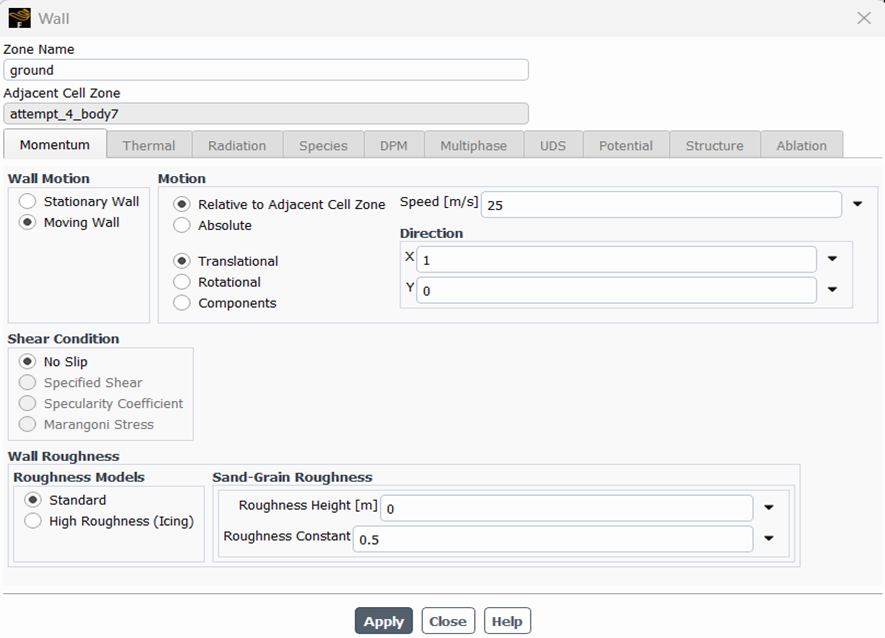 Wall
Zone Name
ground
Adjacent Cell Zone
attempt_4_body7
Momentum Thermal Radiation Species DPM Multiphase UDS Potential Structure Ablation
Wall Motion
Stationary Wall
Moving Wall
Motion
Relative to Adjacent Cell Zone
Absolute
Translational
Rotational
Components
Speed [m/s] 25
Direction
X 1
Y 0
Shear Condition
No Slip
Specified Shear
Specularity Coefficient
Marangoni Stress
Wall Roughness
Roughness Models
Standard
High Roughness (Icing)
Sand-Grain Roughness
Roughness Height [m] 0
Roughness Constant 0.5
Apply Close Help